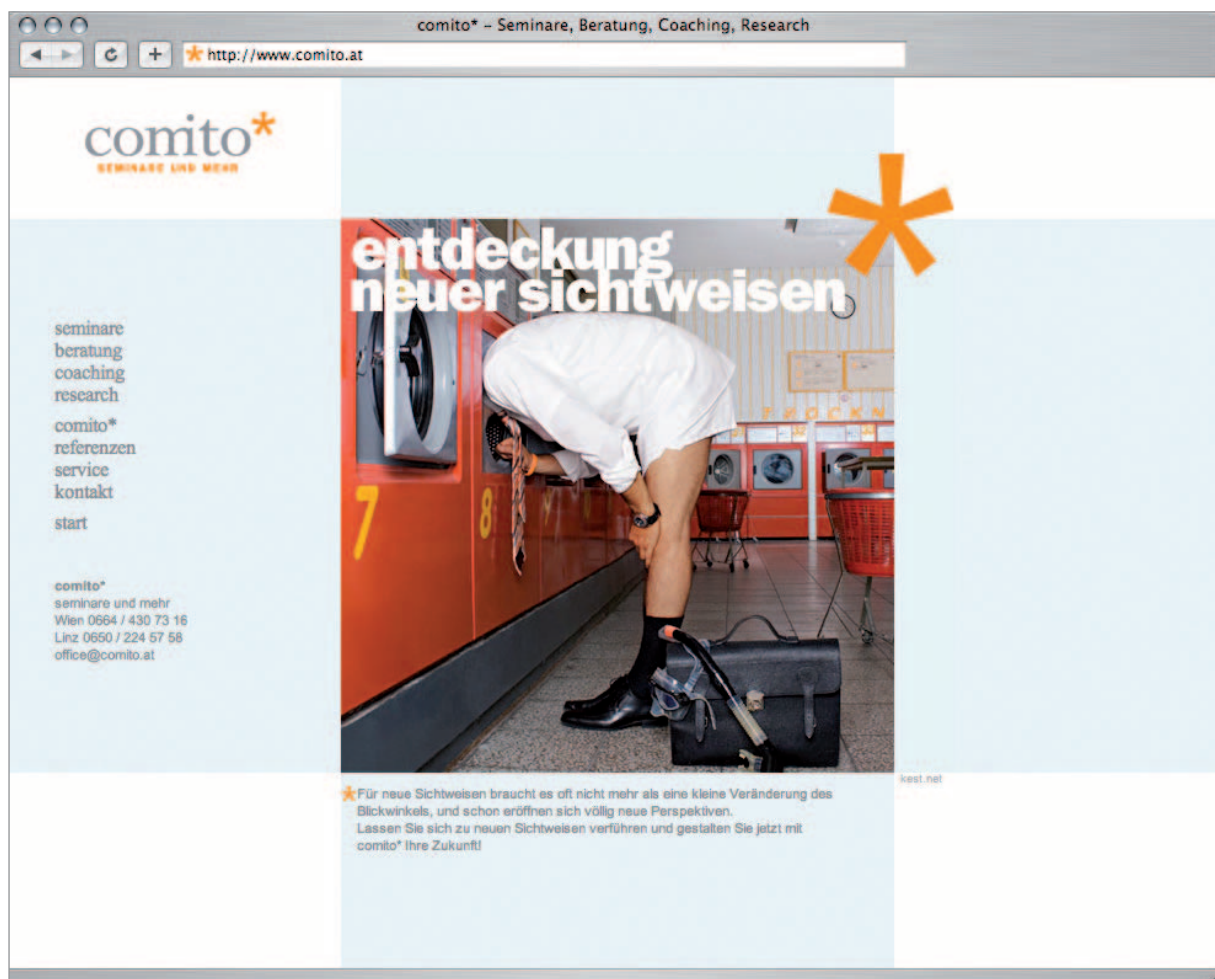 comito* – Seminare, Beratung, Coaching, Research
http://www.comito.at
comito*
SEMINARE UND MEHR
entdeckung
neuer sichtweisen
*
seminare
beratung
coaching
research
comito*
referenzen
service
kontakt
start
comito*
seminare und mehr
Wien 0664 / 430 73 16
Linz 0650 / 224 57 58
office@comito.at
7
8
kest.net
*Für neue Sichtweisen braucht es oft nicht mehr als eine kleine Veränderung des
Blickwinkels, und schon eröffnen sich völlig neue Perspektiven.
Lassen Sie sich zu neuen Sichtweisen verführen und gestalten Sie jetzt mit
comito* Ihre Zukunft!